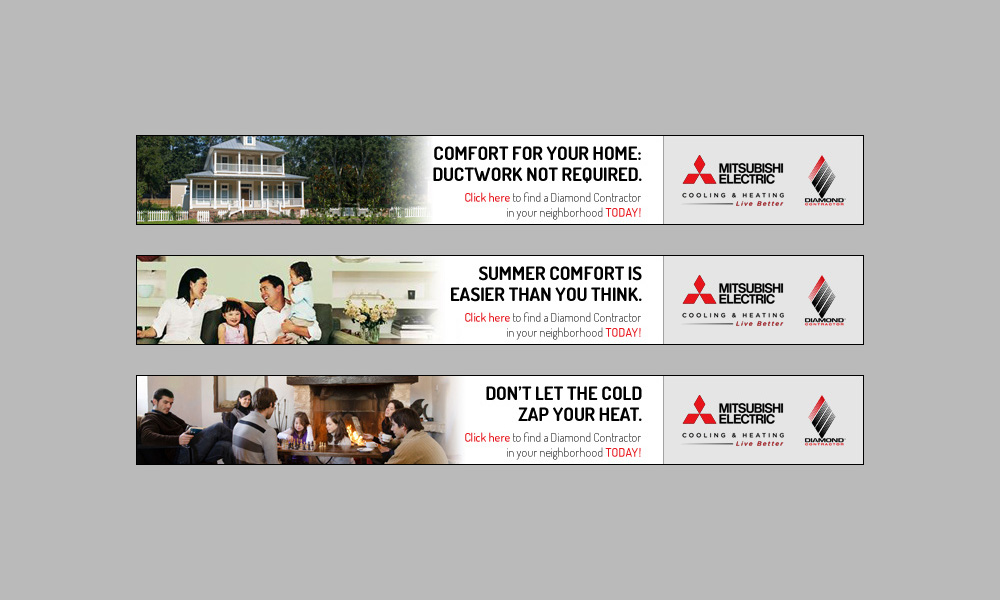 COMFORT FOR YOUR HOME:
DUCTWORK NOT REQUIRED.
Click here to find a Diamond Contractor
in your neighborhood TODAY!
MITSUBISHI
ELECTRIC
COOLING & HEATING
Live Better
DIAMOND
CONTRACTOR
SUMMER COMFORT IS
EASIER THAN YOU THINK.
Click here to find a Diamond Contractor
in your neighborhood TODAY!
MITSUBISHI
ELECTRIC
COOLING & HEATING
Live Better
DIAMOND
CONTRACTOR
DON'T LET THE COLD
ZAP YOUR HEAT.
Click here to find a Diamond Contractor
in your neighborhood TODAY!
MITSUBISHI
ELECTRIC
COOLING & HEATING
Live Better
DIAMOND
CONTRACTOR